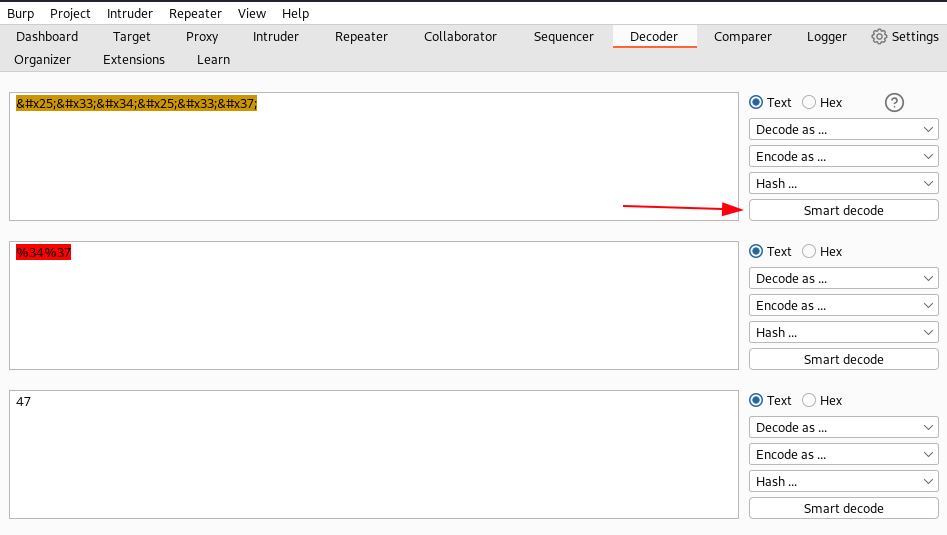 Burp Project Intruder Repeater View Help
Dashboard Target Proxy Intruder Repeater Collaborator Sequencer Decoder Comparer Logger Settings
Organizer Extensions Learn
&#x25;&#x33;&#x34;&#x25;&#x33;&#x37;
Text Hex ?
Decode as ...
Encode as ...
Hash ...
Smart decode
%34%37
Text Hex
Decode as ...
Encode as ...
Hash ...
Smart decode
47
Text Hex
Decode as ...
Encode as ...
Hash ...
Smart decode